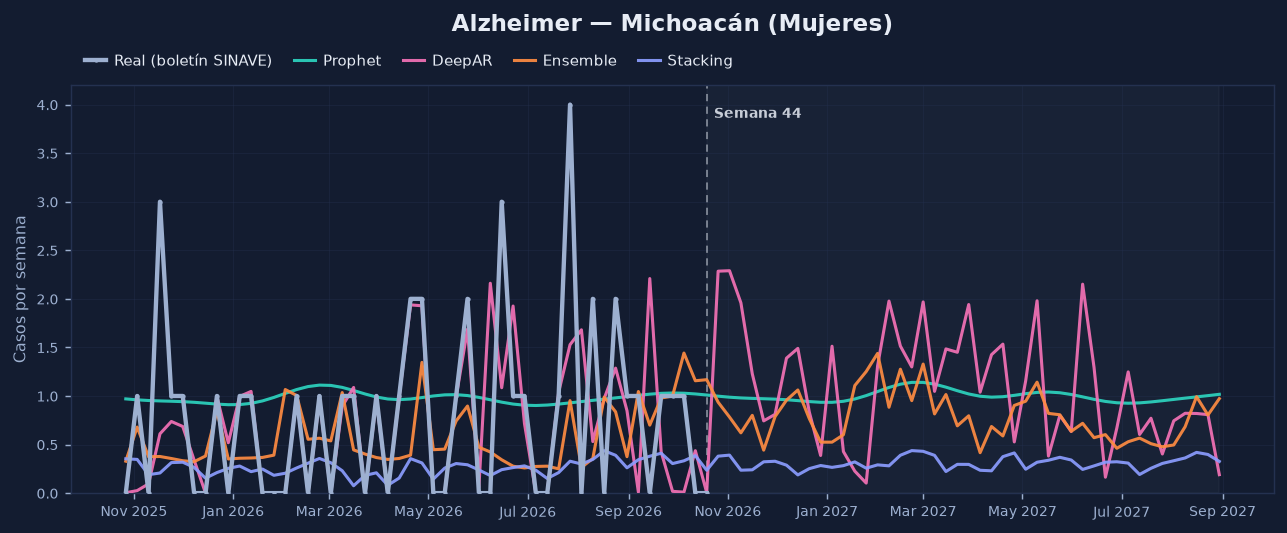 Alzheimer — Michoacán (Mujeres)
Real (boletín SINAVE)
Prophet
DeepAR
Ensemble
Stacking
Casos por semana
4.0
3.5
3.0
2.5
2.0
1.5
1.0
0.5
0.0
Semana 44
Nov 2025
Jan 2026
Mar 2026
May 2026
Jul 2026
Sep 2026
Nov 2026
Jan 2027
Mar 2027
May 2027
Jul 2027
Sep 2027